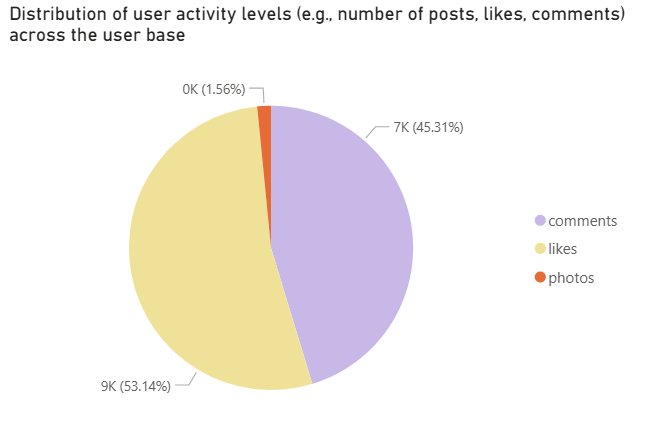 Distribution of user activity levels (e.g., number of posts, likes, comments)
across the user base
0K (1.56%)
7K (45.31%)
comments
likes
photos
9K (53.14%)